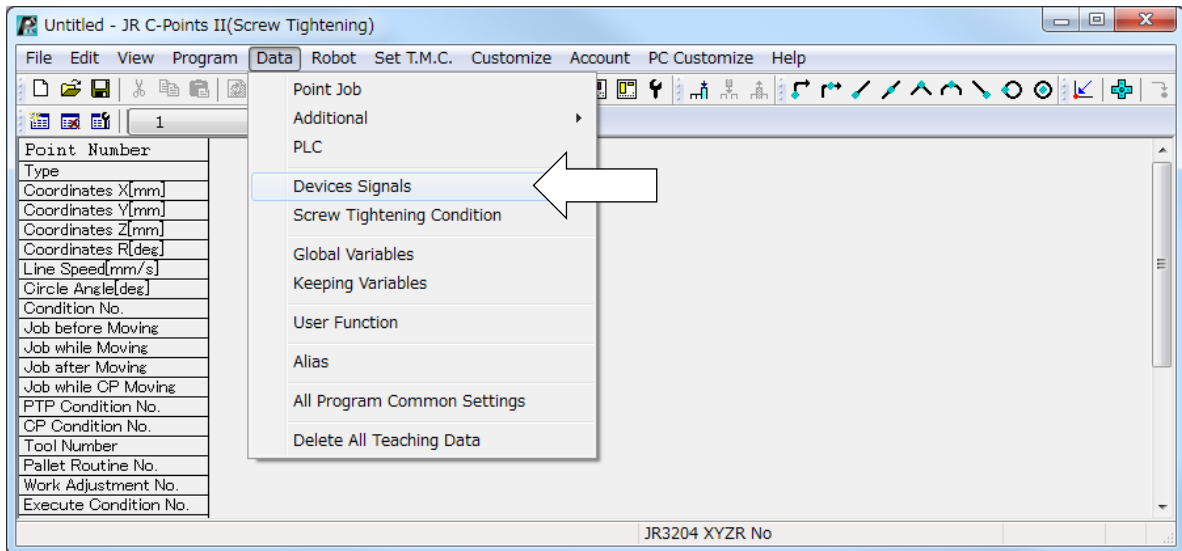 Untitled - JR C-Points II(Screw Tightening)
File Edit View Program Data Robot Set T.M.C. Customize Account PC Customize Help
1
Point Job
Additional
PLC
Devices Signals
Screw Tightening Condition
Global Variables
Keeping Variables
User Function
Alias
All Program Common Settings
Delete All Teaching Data
Point Number
Type
Coordinates X[mm]
Coordinates Y[mm]
Coordinates Z[mm]
Coordinates R[deg]
Line Speed[mm/s]
Circle Angle[deg]
Condition No.
Job before Moving
Job while Moving
Job after Moving
Job while CP Moving
PTP Condition No.
CP Condition No.
Tool Number
Pallet Routine No.
Work Adjustment No.
Execute Condition No.
JR3204 XYZR No